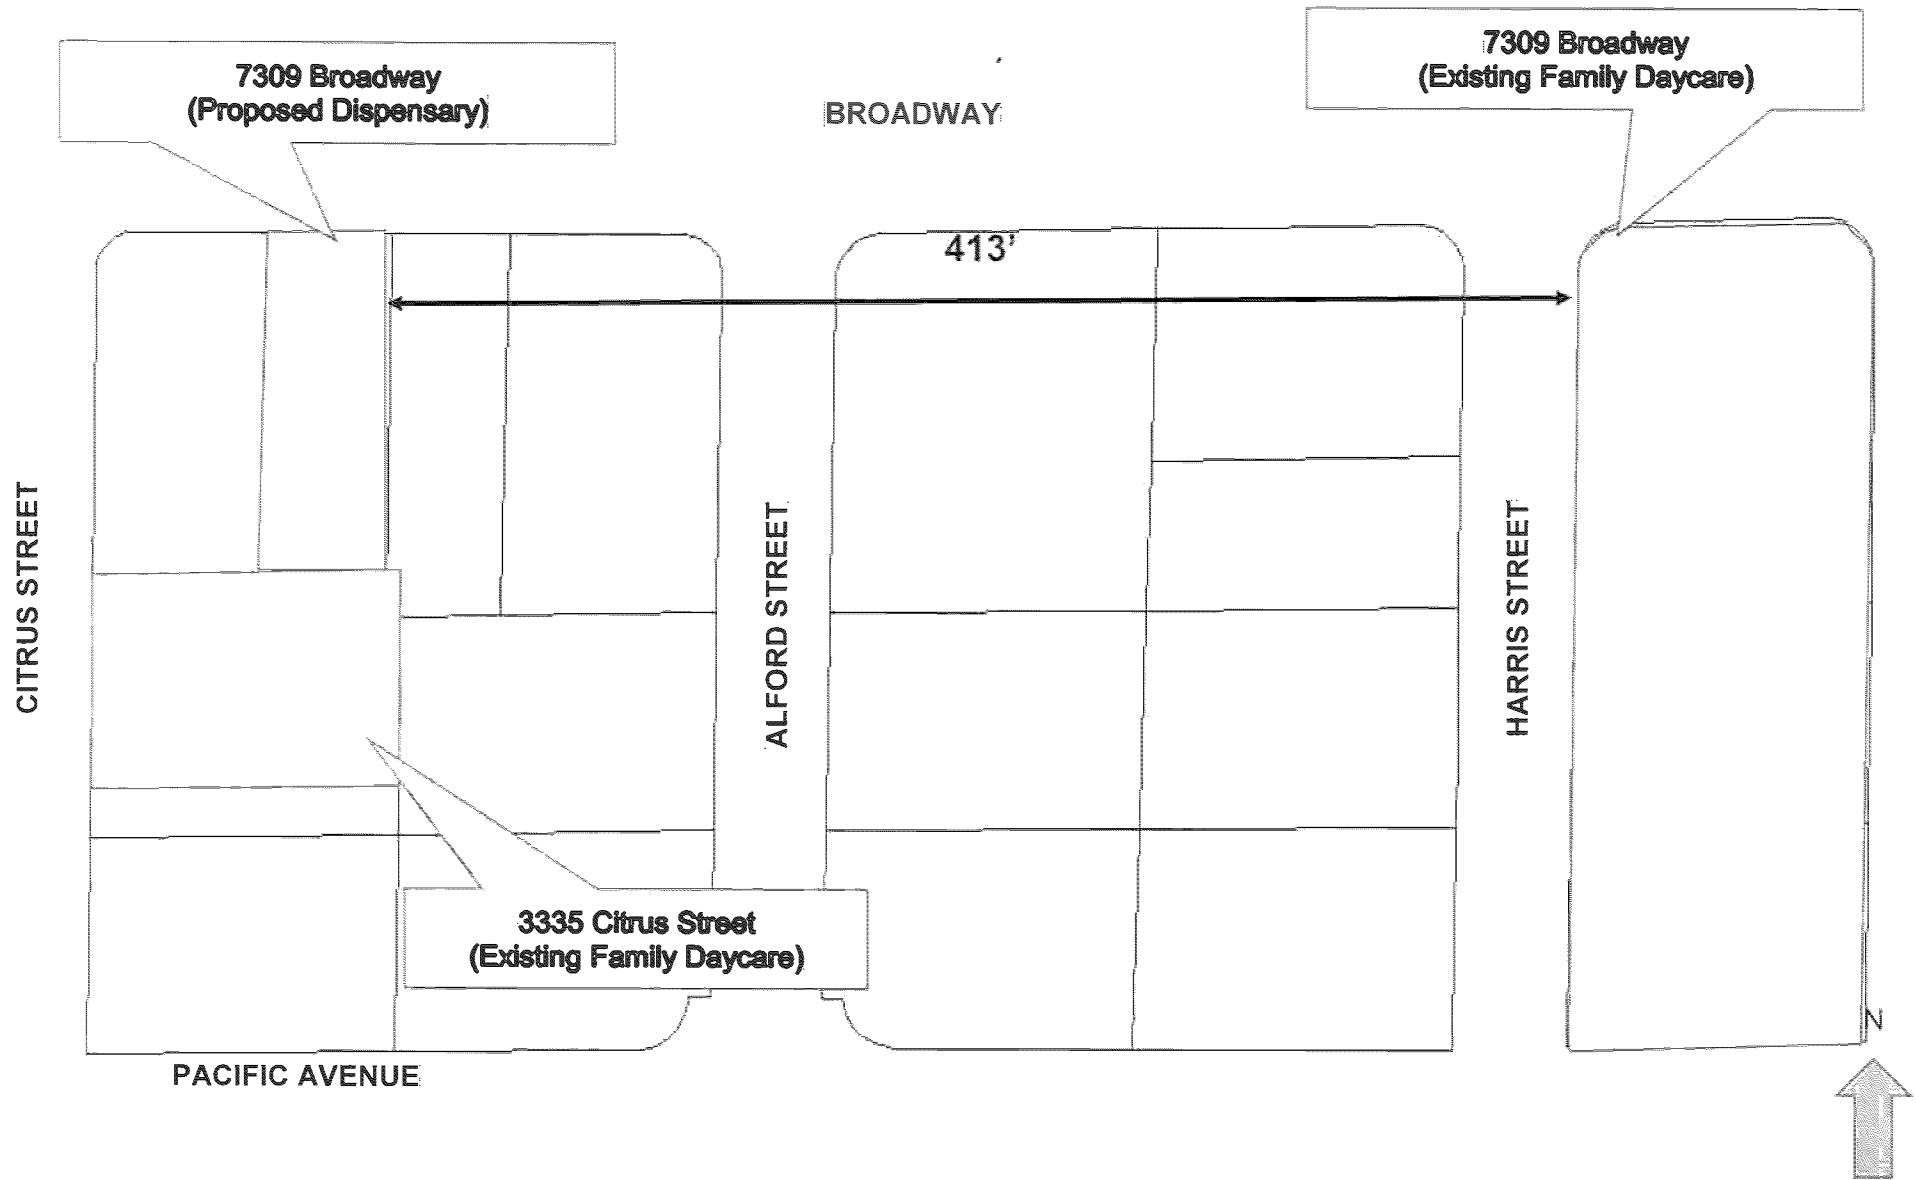 7309 Broadway
(Proposed Dispensary)
BROADWAY
7309 Broadway
(Existing Family Daycare)
413'
CITRUS STREET
ALFORD STREET
HARRIS STREET
3335 Citrus Street
(Existing Family Daycare)
N
PACIFIC AVENUE